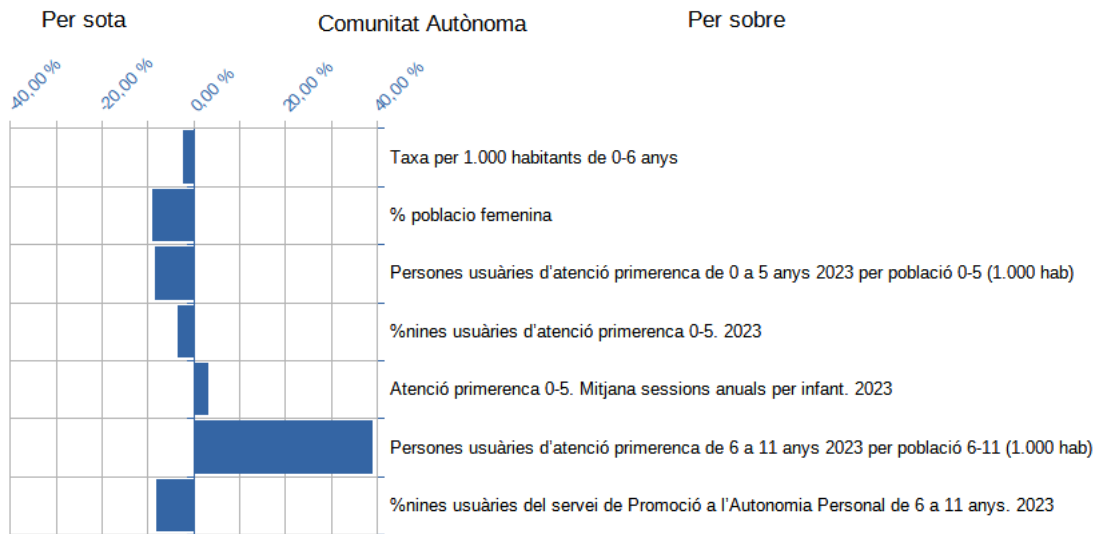 Per sota
Comunitat Autònoma
Per sobre
-40,00 %
-20,00 %
0,00 %
20,00 %
40,00 %
Taxa per 1.000 habitants de 0-6 anys
% poblacio femenina
Persones usuàries d’atenció primerenca de 0 a 5 anys 2023 per població 0-5 (1.000 hab)
%nines usuàries d’atenció primerenca 0-5. 2023
Atenció primerenca 0-5. Mitjana sessions anuals per infant. 2023
Persones usuàries d’atenció primerenca de 6 a 11 anys 2023 per població 6-11 (1.000 hab)
%nines usuàries del servei de Promoció a l’Autonomia Personal de 6 a 11 anys. 2023